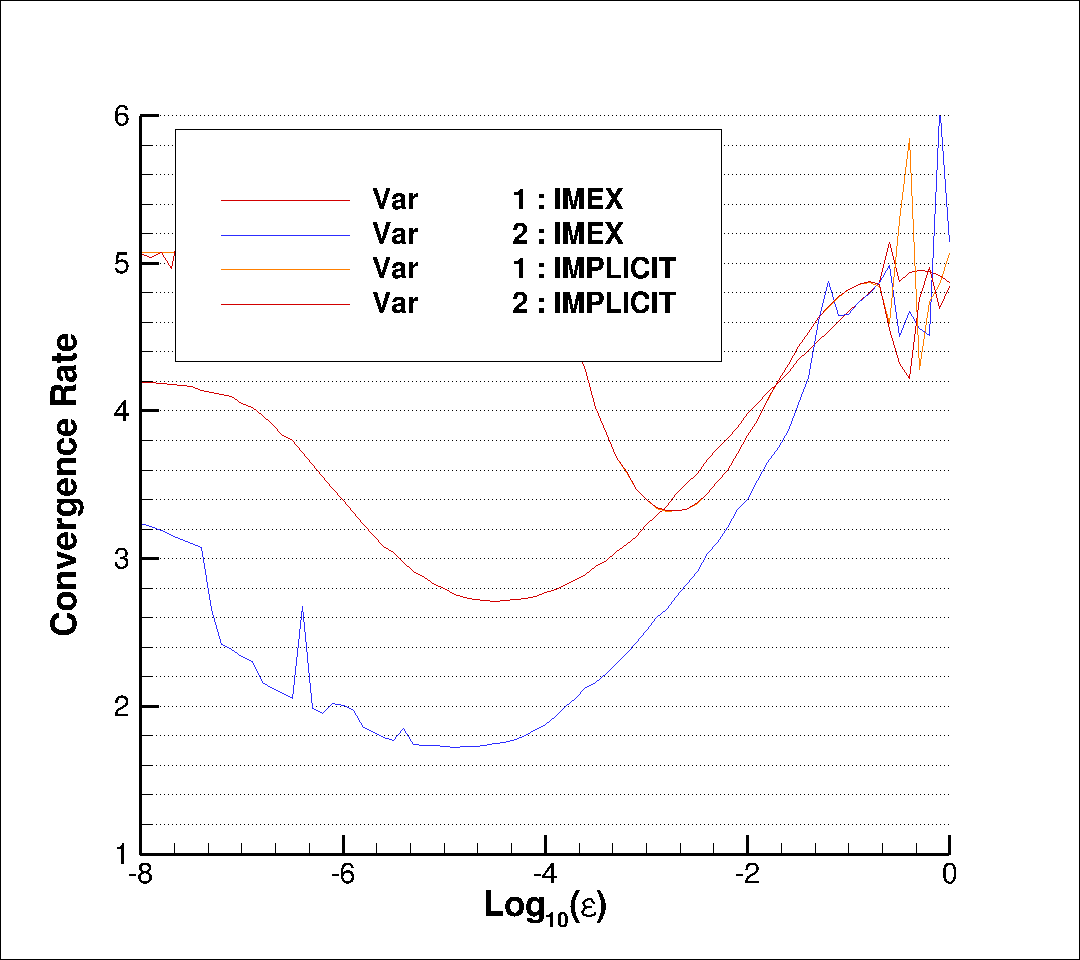 6
Var 1 : IMEX
Var 2 : IMEX
Var 1 : IMPLICIT
Var 2 : IMPLICIT
5
4
3
2
1
Convergence Rate
-8 -6 -4 -2 0
Log₁₀(ε)